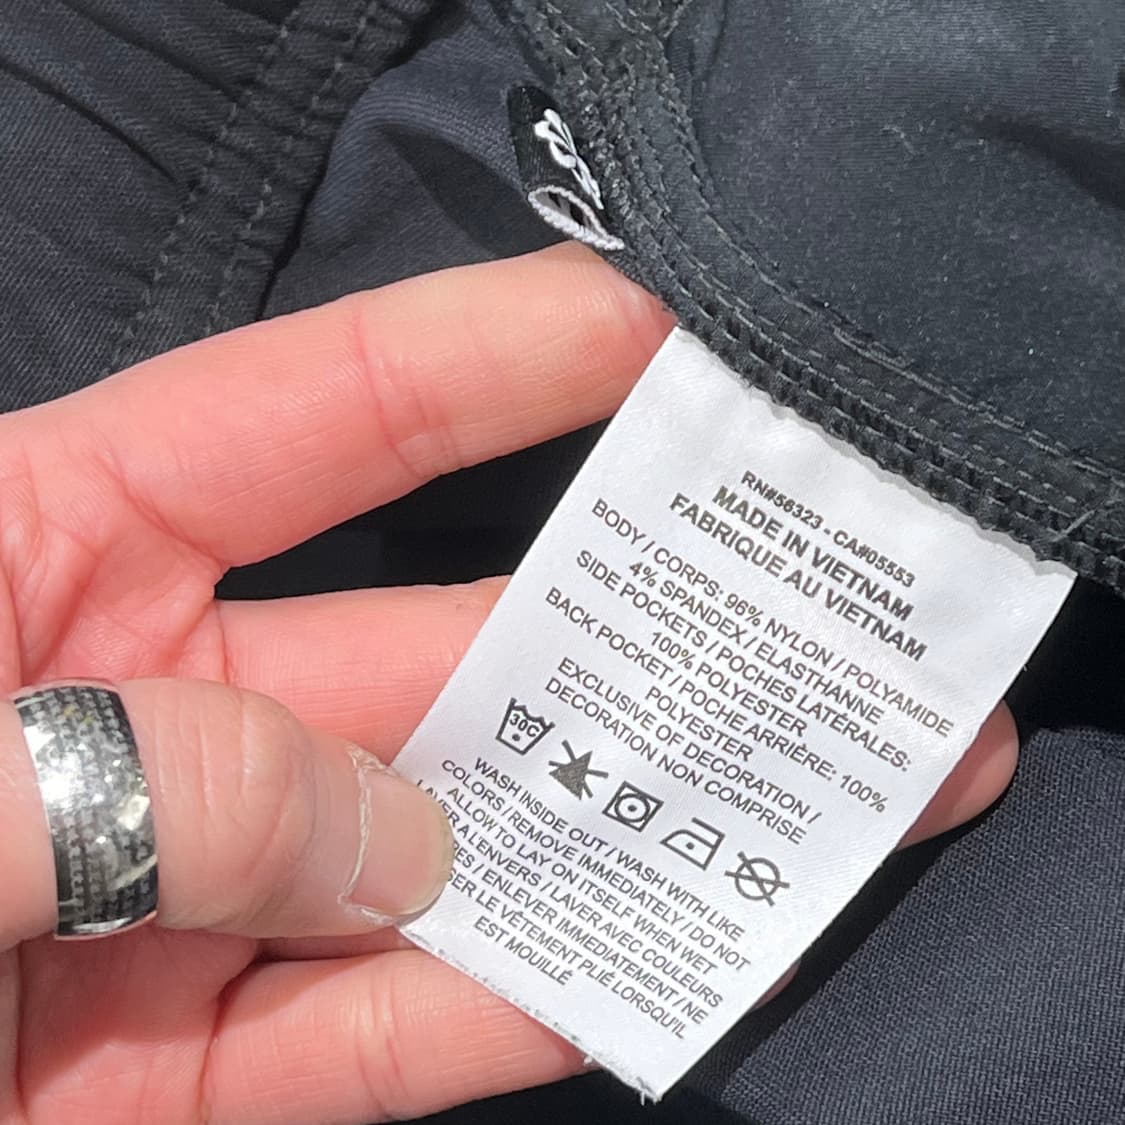 RN#56323 - CA#05553
MADE IN VIETNAM
FABRIQUE AU VIETNAM
BODY / CORPS: 96% NYLON / POLYAMIDE
4% SPANDEX / ELASTHANNE
SIDE POCKETS / POCHES LATÉRALES:
100% POLYESTER
BACK POCKET / POCHE ARRIÈRE: 100%
POLYESTER
EXCLUSIVE OF DECORATION /
DECORATION NON COMPRISE
30C
WASH INSIDE OUT / WASH WITH LIKE
COLORS / REMOVE IMMEDIATELY / DO NOT
ALLOW TO LAY ON ITSELF WHEN WET
LAVER A L'ENVERS / LAVER AVEC COULEURS
/ ENLEVER IMMEDIATEMENT / NE
LE VÊTEMENT PLIÉ LORSQU'IL
EST MOUILLÉ